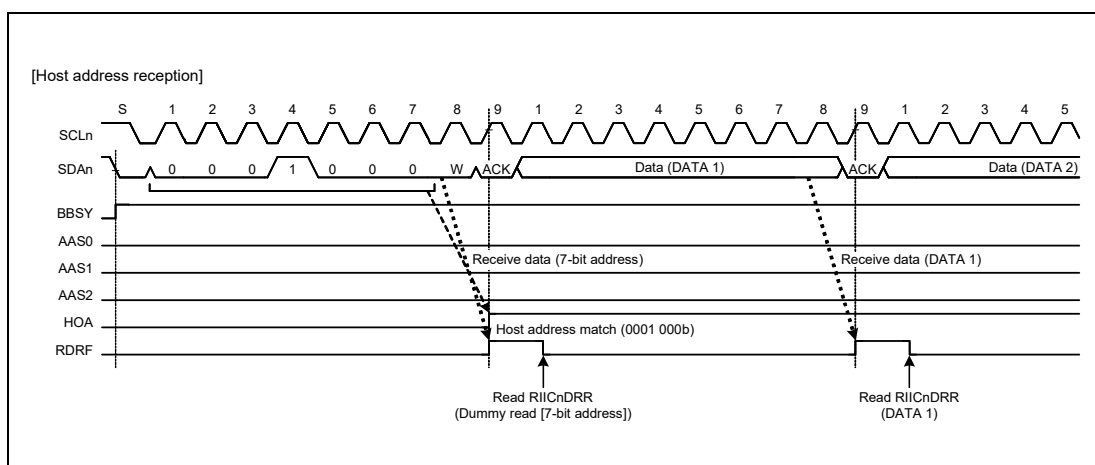 [Host address reception]
S 1 2 3 4 5 6 7 8 9 1 2 3 4 5 6 7 8 9 1 2 3 4 5
SCLn
SDAn 0 0 0 1 0 0 0 W ACK Data (DATA 1) ACK Data (DATA 2)
BBSY
AAS0
Receive data (7-bit address) Receive data (DATA 1)
AAS1
AAS2
HOA
Host address match (0001 000b)
RDRF
Read RIICnDRR Read RIICnDRR
(Dummy read [7-bit address]) (DATA 1)